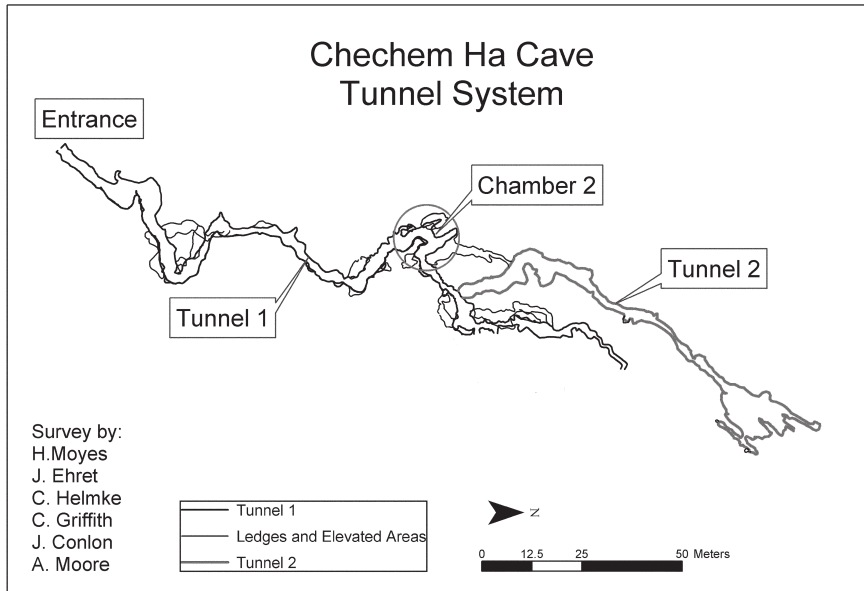 Chechem Ha Cave
Tunnel System
Entrance
Chamber 2
Tunnel 2
Tunnel 1
Survey by:
H.Moyes
J. Ehret
C. Helmke
C. Griffith
J. Conlon
A. Moore
Tunnel 1
Ledges and Elevated Areas
Tunnel 2
N
0 12.5 25 50 Meters